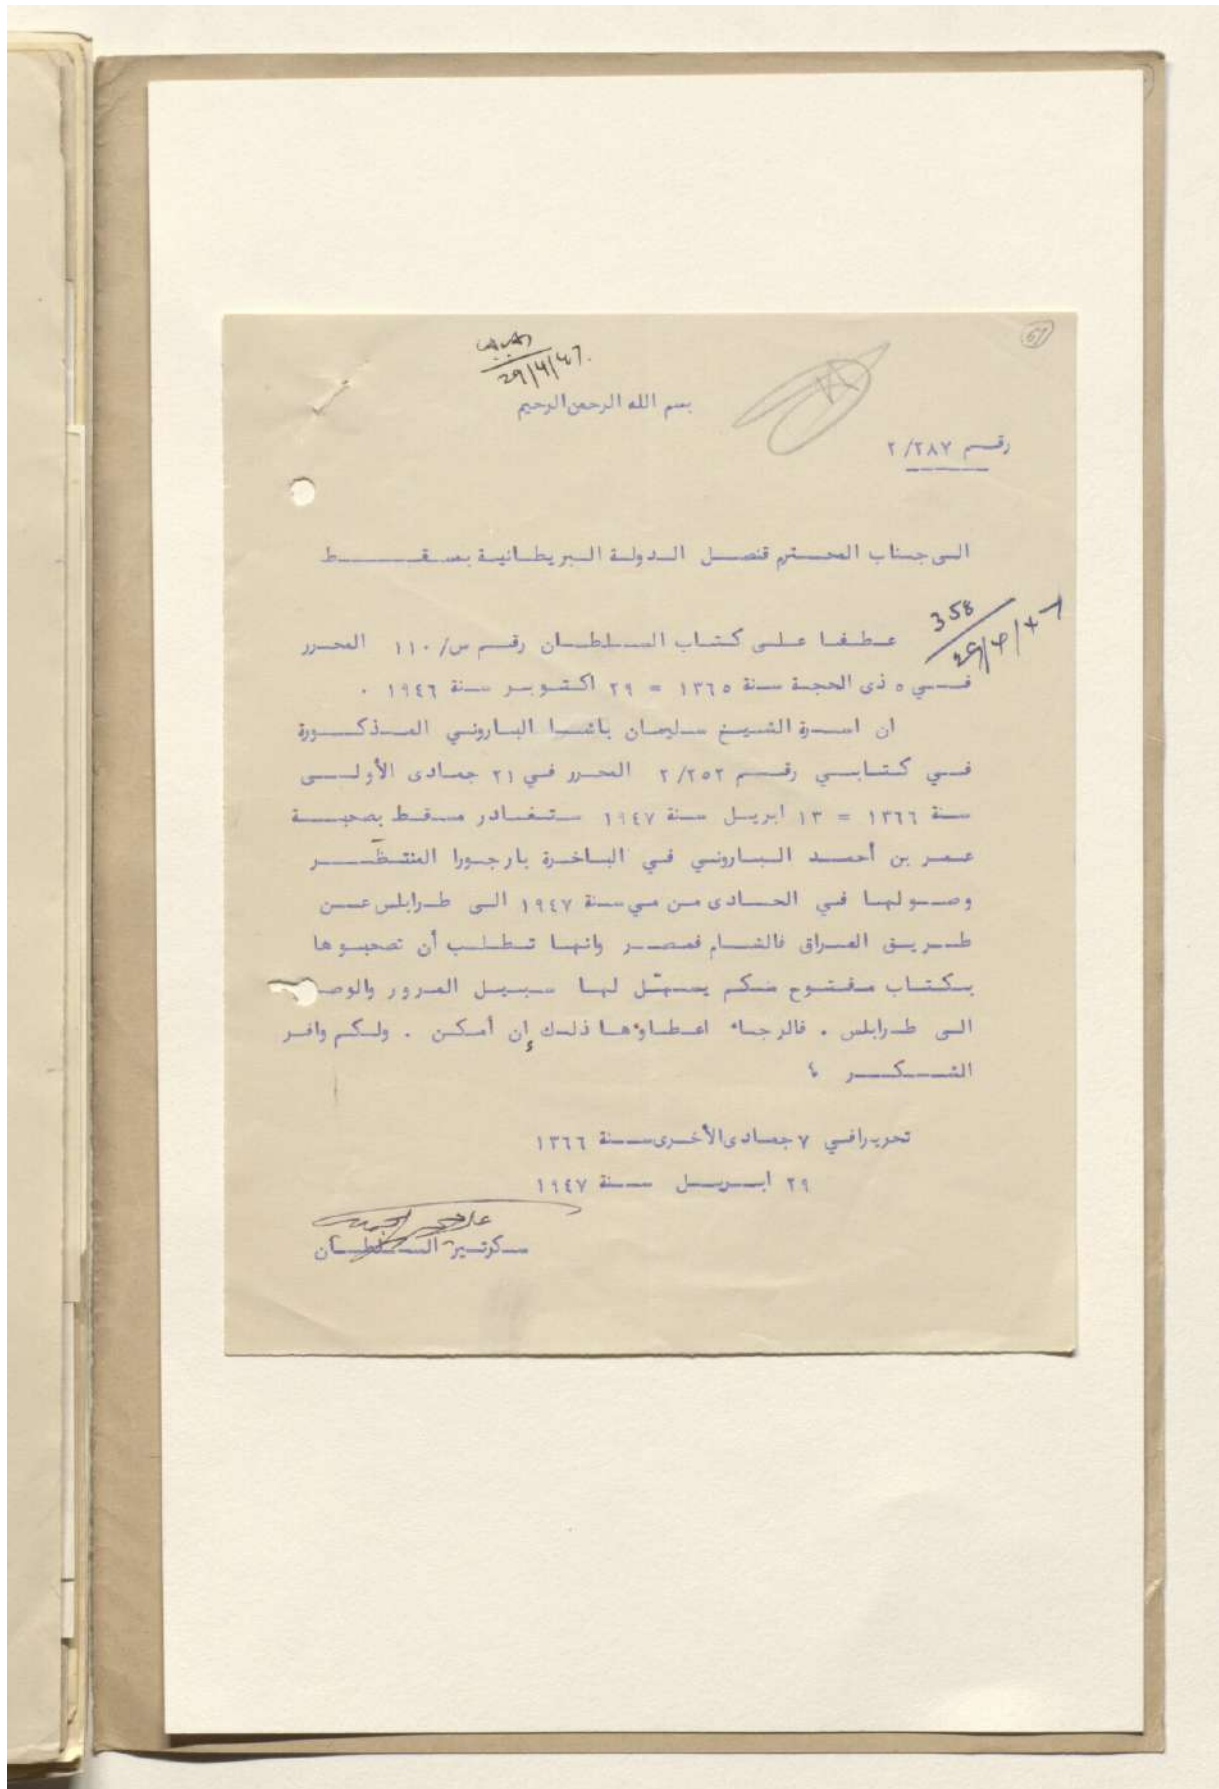 67
29/4/47.
بسم الله الرحمن الرحيم
رقم ٢/٢٨٧
الى جناب المحترم قنصل الدولة البريطانية بمسقط
358
29/4/47
عطفا على كتاب السلطان رقم س/١١٠ المحرر
في ٥ ذى الحجة سنة ١٣٦٥ = ٢٩ اكتوبر سنة ١٩٤٦ .
ان اسرة الشيخ سليمان باشا الباروني المذكورة
في كتابي رقم ٢/٢٥٢ المحرر في ٢١ جمادى الأولى
سنة ١٣٦٦ = ١٣ ابريل سنة ١٩٤٧ ستغادر مسقط بصحبة
عمر بن أحمد الباروني في الباخرة بارجورا المنتظر
وصولها في الحادى من مي سنة ١٩٤٧ الى طرابلس عن
طريق العراق فالشام فمصر وانها تطلب أن تصحبوها
بكتاب مفتوح منكم يسهّل لها سبيل المرور والوصـ
الى طرابلس . فالرجاء اعطاؤها ذلك إن أمكن . ولكم وافر
الشكر ؛
تحريرا في ٧ جمادى الأخرى سنة ١٣٦٦
٢٩ ابريل سنة ١٩٤٧
سكرتير السلطان